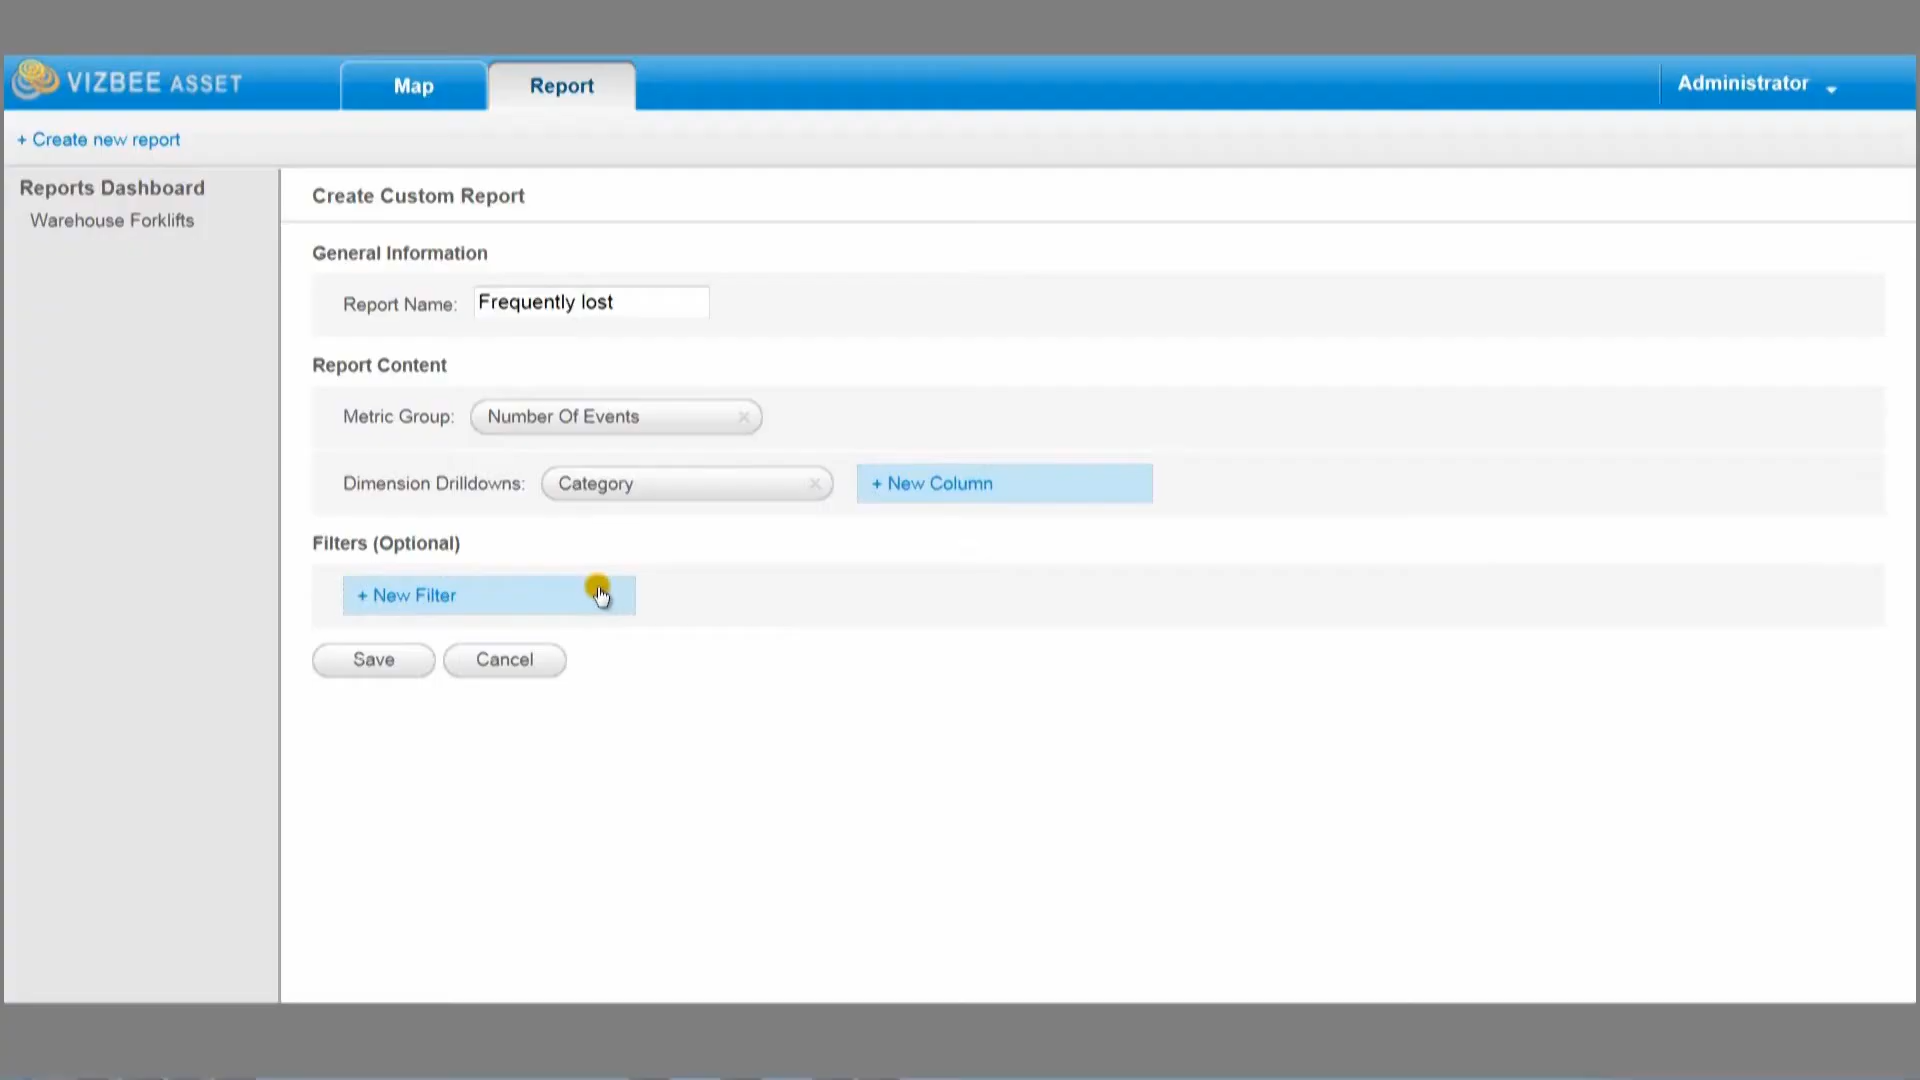 VIZBEE ASSET
Map
Report
Administrator
+ Create new report
Reports Dashboard
Warehouse Forklifts
Create Custom Report
General Information
Report Name: Frequently lost
Report Content
Metric Group: Number Of Events ×
Dimension Drilldowns: Category × + New Column
Filters (Optional)
+ New Filter
Save Cancel